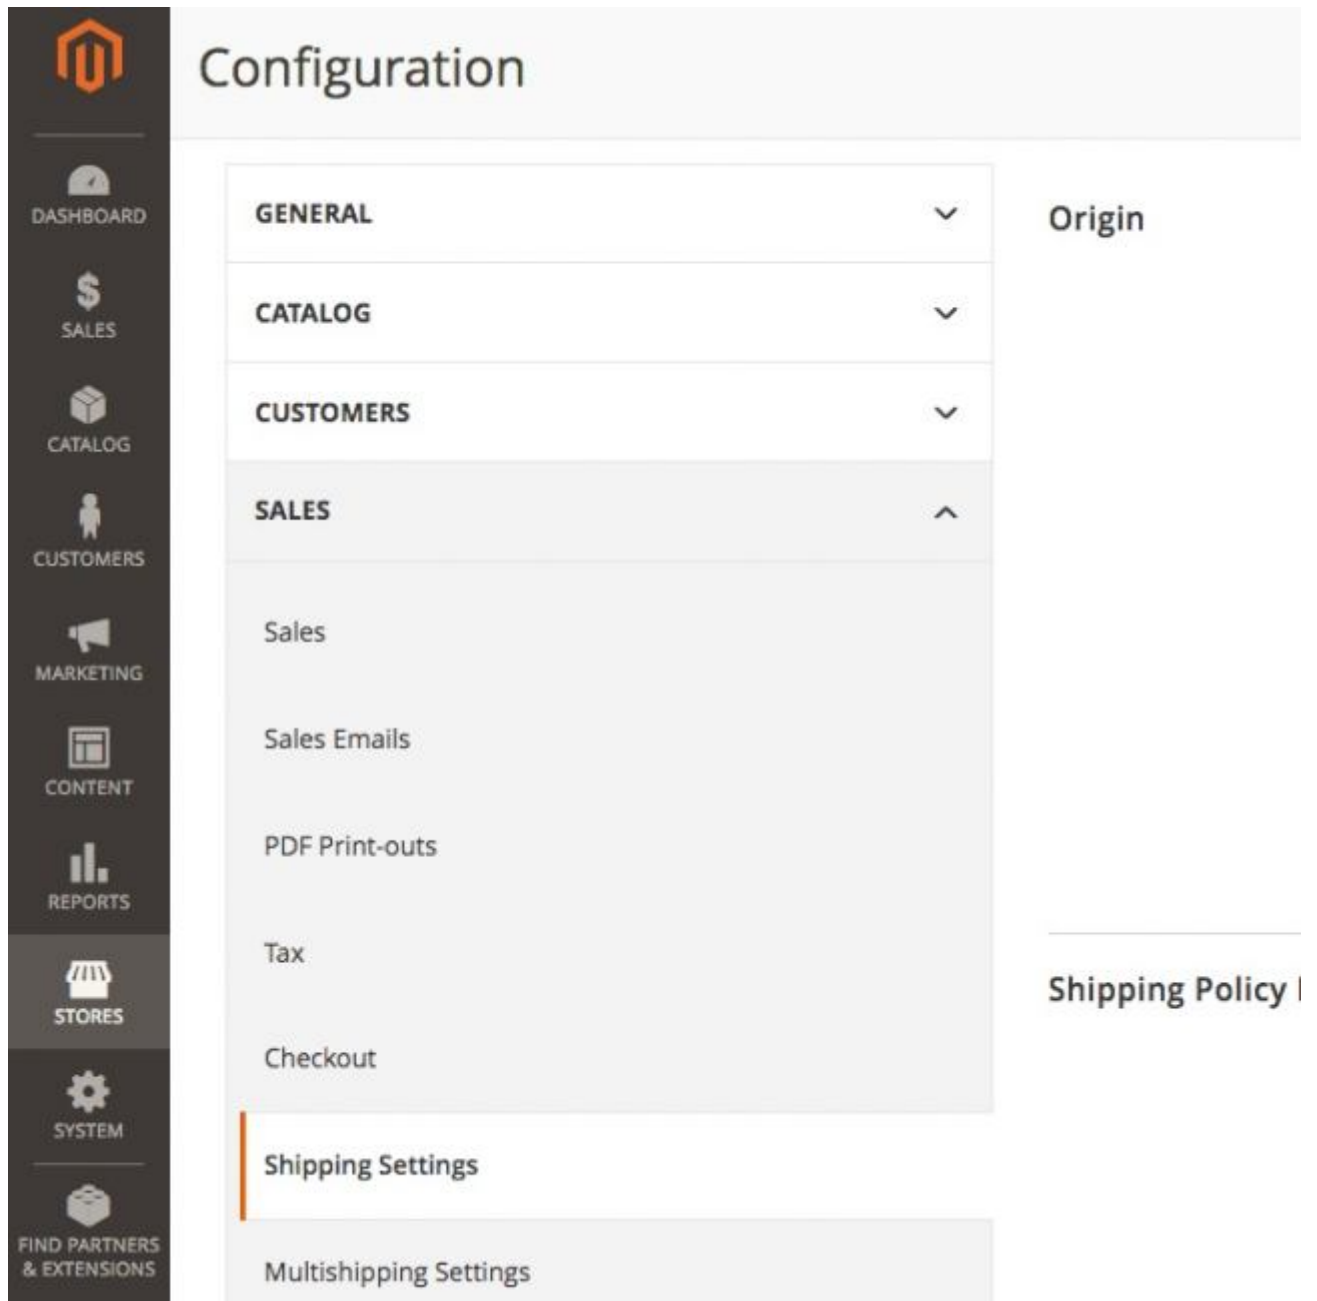 Configuration
DASHBOARD
SALES
CATALOG
CUSTOMERS
MARKETING
CONTENT
REPORTS
STORES
SYSTEM
FIND PARTNERS
& EXTENSIONS
GENERAL
CATALOG
CUSTOMERS
SALES
Sales
Sales Emails
PDF Print-outs
Tax
Checkout
Shipping Settings
Multishipping Settings
Origin
Shipping Policy